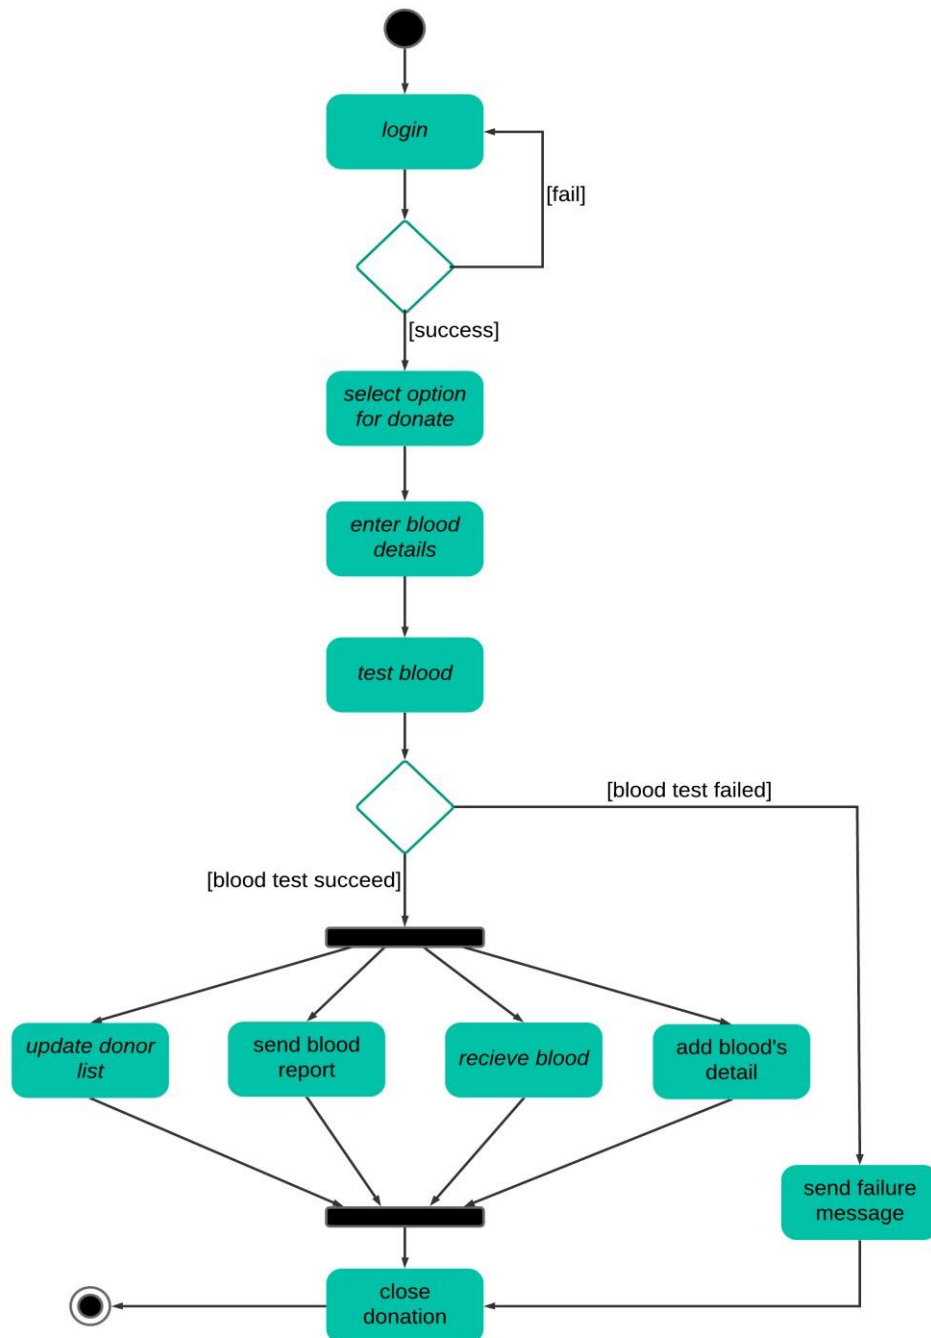 login
[fail]
[success]
select option
for donate
enter blood
details
test blood
[blood test failed]
[blood test succeed]
update donor
list
send blood
report
recieve blood
add blood's
detail
send failure
message
close
donation